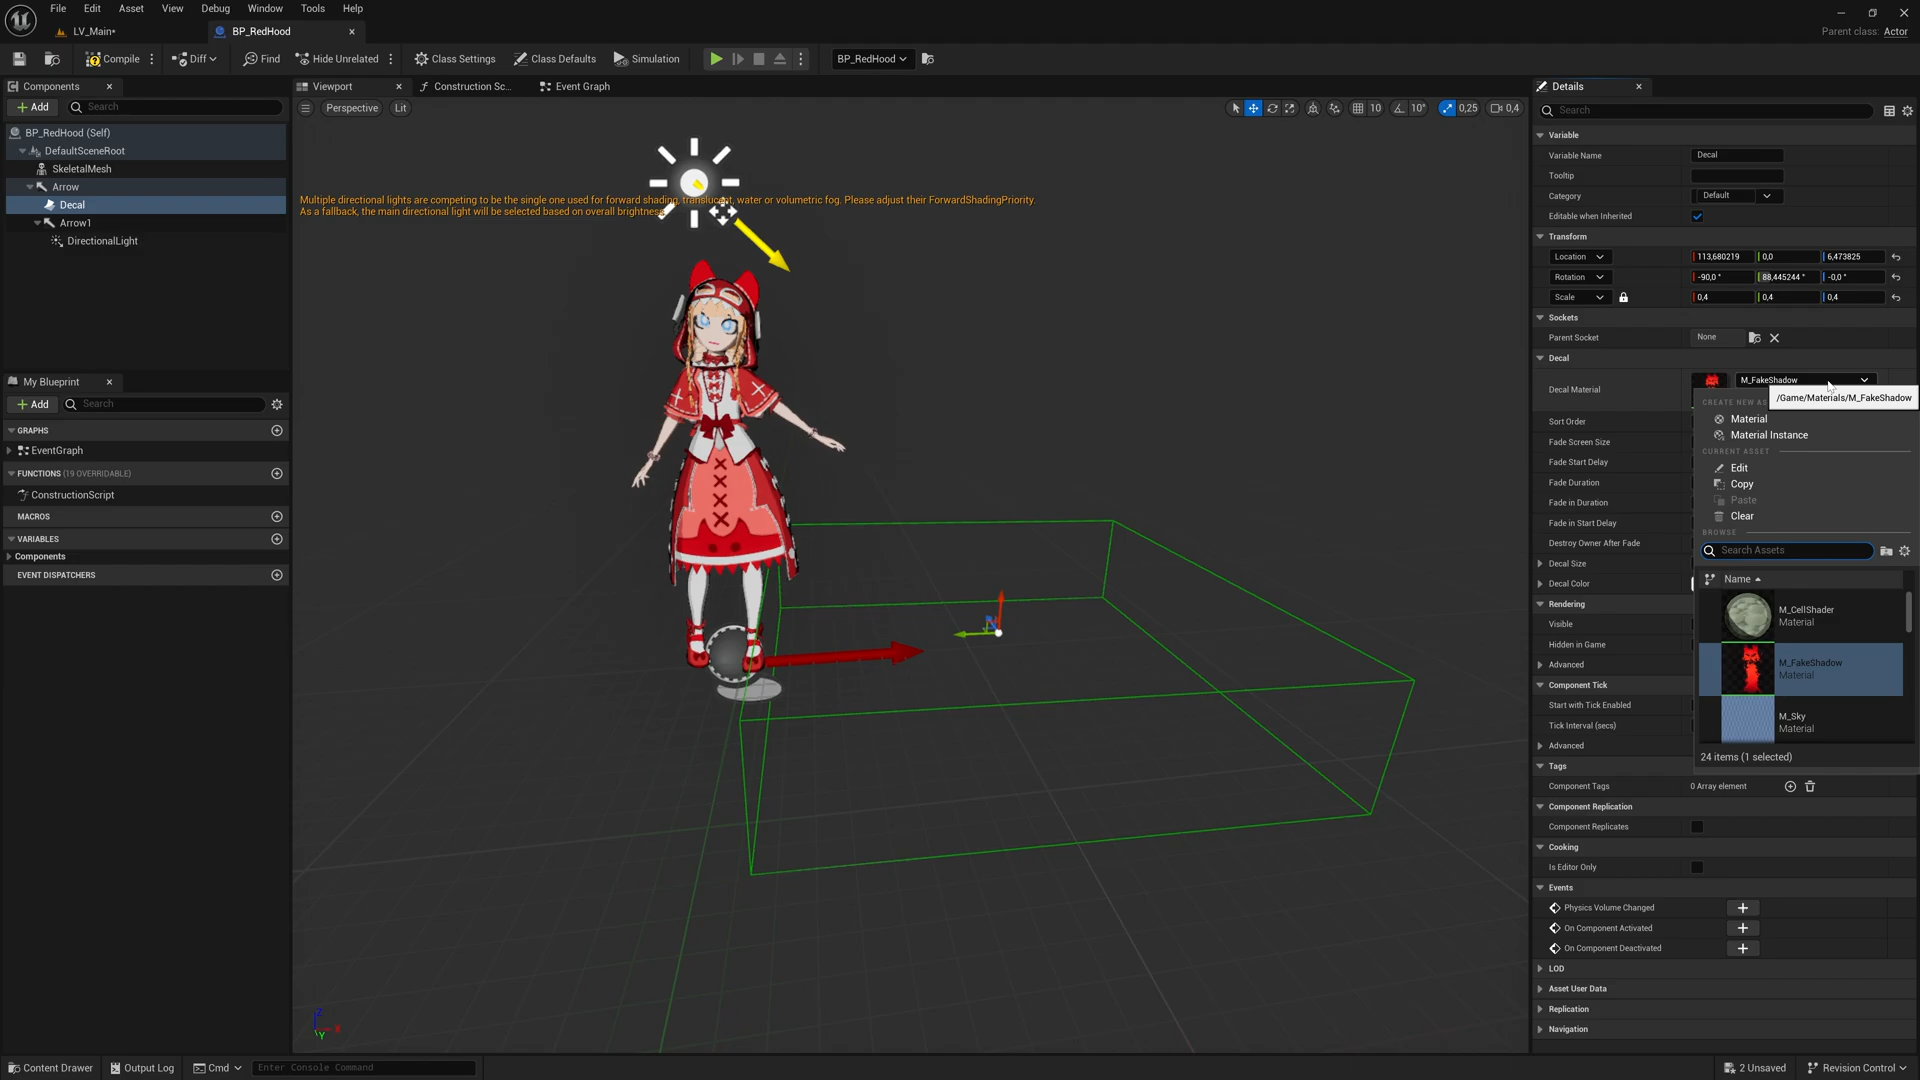 File Edit Asset View Debug Window Tools Help
LV_Main* BP_RedHood
Parent class: Actor
Compile Diff Find Hide Unrelated Class Settings Class Defaults Simulation BP_RedHood
Components
Add Search
BP_RedHood (Self)
DefaultSceneRoot
SkeletalMesh
Arrow
Decal
Arrow1
DirectionalLight
My Blueprint
Add Search
GRAPHS
EventGraph
FUNCTIONS (19 OVERRIDABLE)
ConstructionScript
MACROS
VARIABLES
Components
EVENT DISPATCHERS
Viewport Construction Sc... Event Graph
Perspective Lit
10 10° 0,25 0,4
Multiple directional lights are competing to be the single one used for forward shading, translucent, water or volumetric fog. Please adjust their ForwardShadingPriority.
As a fallback, the main directional light will be selected based on overall brightness
Z
X
Y
Details
Search
Variable
Variable Name Decal
Tooltip
Category Default
Editable when Inherited
Transform
Location 113,680219 0,0 6,473825
Rotation -90,0 ° 88,445244 ° -0,0 °
Scale 0,4 0,4 0,4
Sockets
Parent Socket None
Decal
Decal Material M_FakeShadow
/Game/Materials/M_FakeShadow
Sort Order
Fade Screen Size
Fade Start Delay
Fade Duration
Fade in Duration
Fade in Start Delay
Destroy Owner After Fade
Decal Size
Decal Color
Rendering
Visible
Hidden in Game
Advanced
Component Tick
Start with Tick Enabled
Tick Interval (secs)
Advanced
Tags
Component Tags 0 Array element
Component Replication
Component Replicates
Cooking
Is Editor Only
Events
Physics Volume Changed
On Component Activated
On Component Deactivated
LOD
Asset User Data
Replication
Navigation
CREATE NEW AS
Material
Material Instance
CURRENT ASSET
Edit
Copy
Paste
Clear
BROWSE
Search Assets
Name
M_CellShader
Material
M_FakeShadow
Material
M_Sky
Material
24 items (1 selected)
Content Drawer Output Log Cmd Enter Console Command 2 Unsaved Revision Control